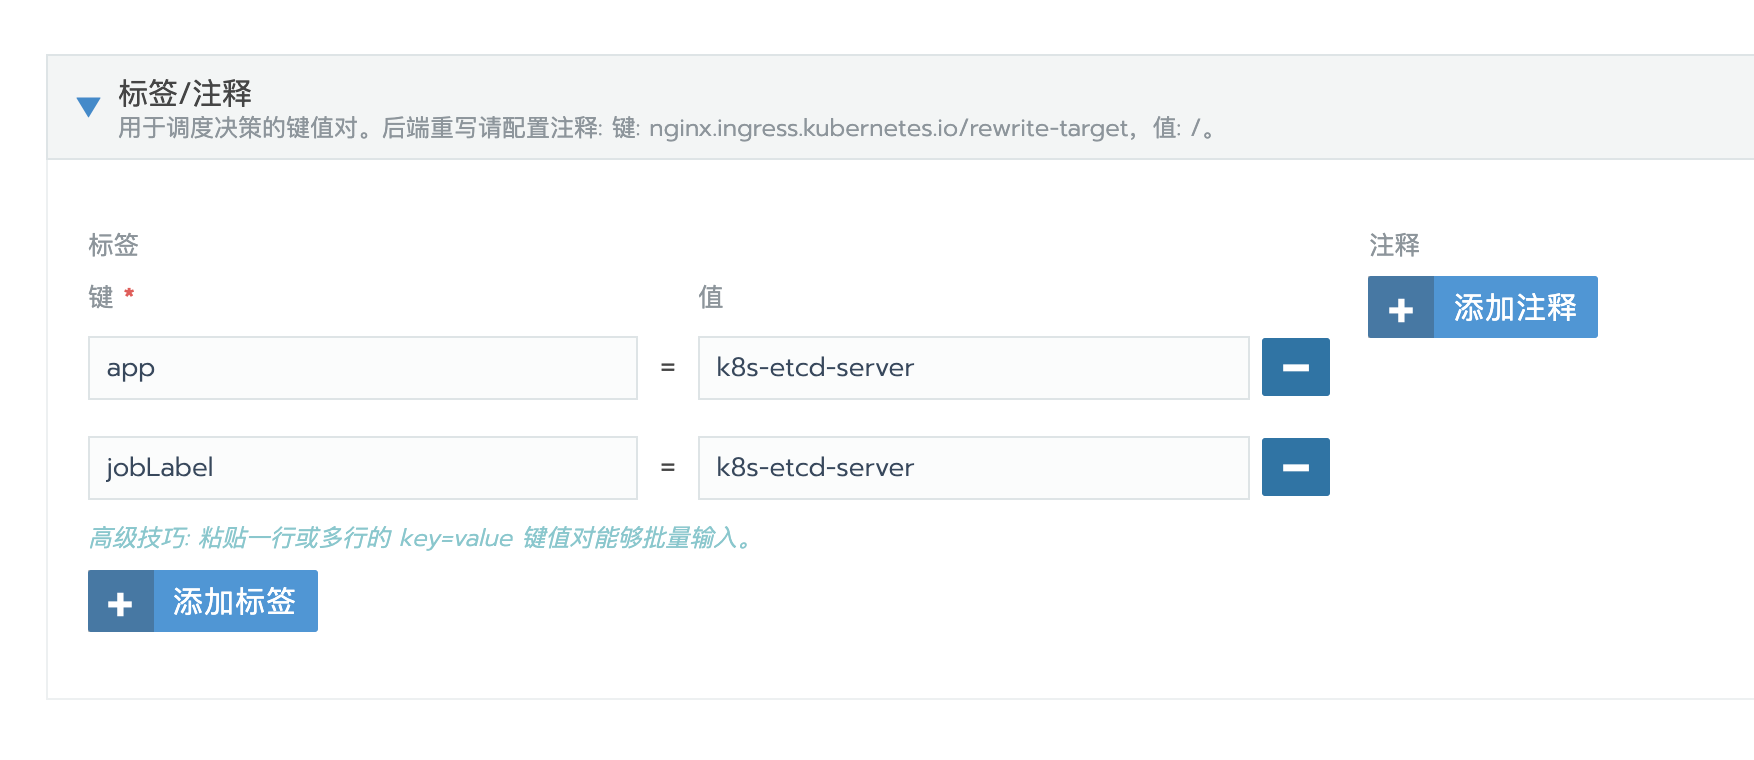 标签/注释
用于调度决策的键值对。后端重写请配置注释: 键: nginx.ingress.kubernetes.io/rewrite-target，值: /。
标签
注释
键 *
值
添加注释
app = k8s-etcd-server
jobLabel = k8s-etcd-server
高级技巧: 粘贴一行或多行的 key=value 键值对能够批量输入。
添加标签